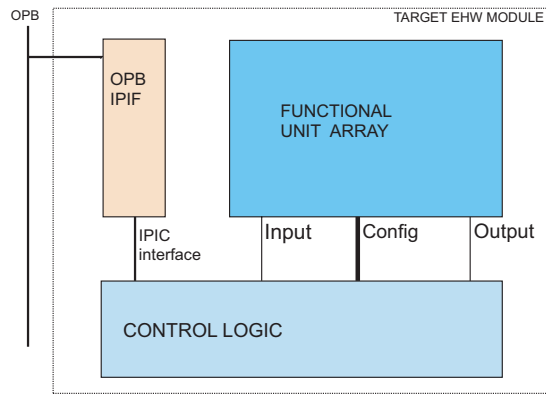 OPB
TARGET EHW MODULE
OPB
IPIF
FUNCTIONAL
UNIT ARRAY
IPIC
interface
Input
Config
Output
CONTROL LOGIC